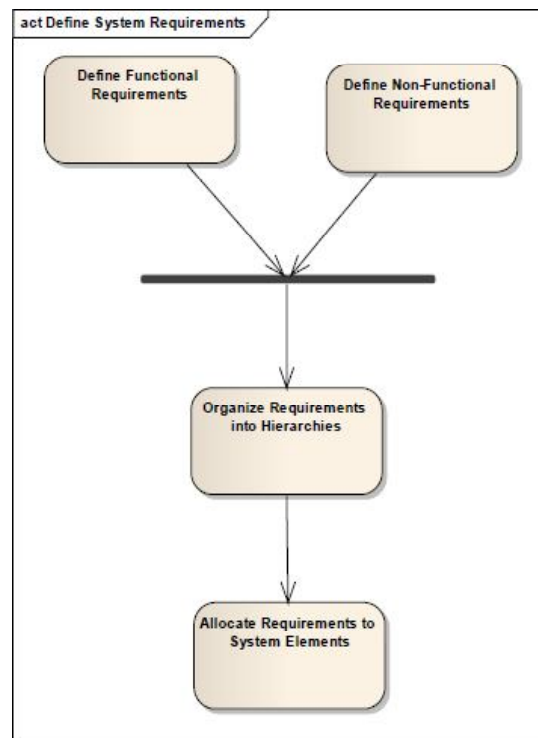 act Define System Requirements
Define Functional
Requirements
Define Non-Functional
Requirements
Organize Requirements
into Hierarchies
Allocate Requirements to
System Elements